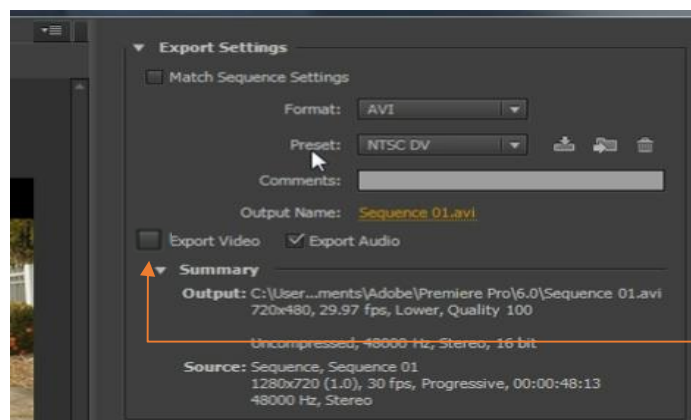 Export Settings
Match Sequence Settings
Format: AVI
Preset: NTSC DV
Comments:
Output Name: Sequence 01.avi
Export Video Export Audio
Summary
Output: C:\User...ments\Adobe\Premiere Pro\6.0\Sequence 01.avi
720x480, 29.97 fps, Lower, Quality 100
Uncompressed, 48000 Hz, Stereo, 16 bit
Source: Sequence, Sequence 01
1280x720 (1.0), 30 fps, Progressive, 00:00:48:13
48000 Hz, Stereo